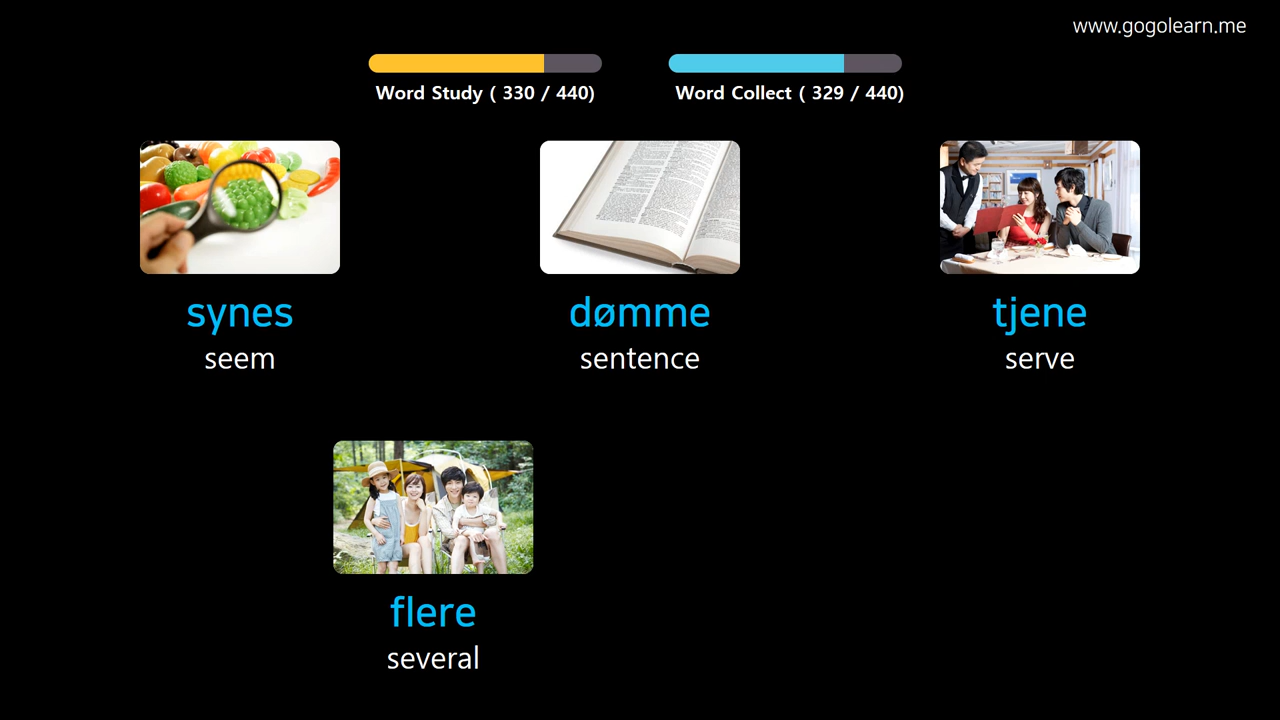 www.gogolearn.me
Word Study ( 330 / 440)
Word Collect ( 329 / 440)
synes
seem
dømme
sentence
tjene
serve
flere
several